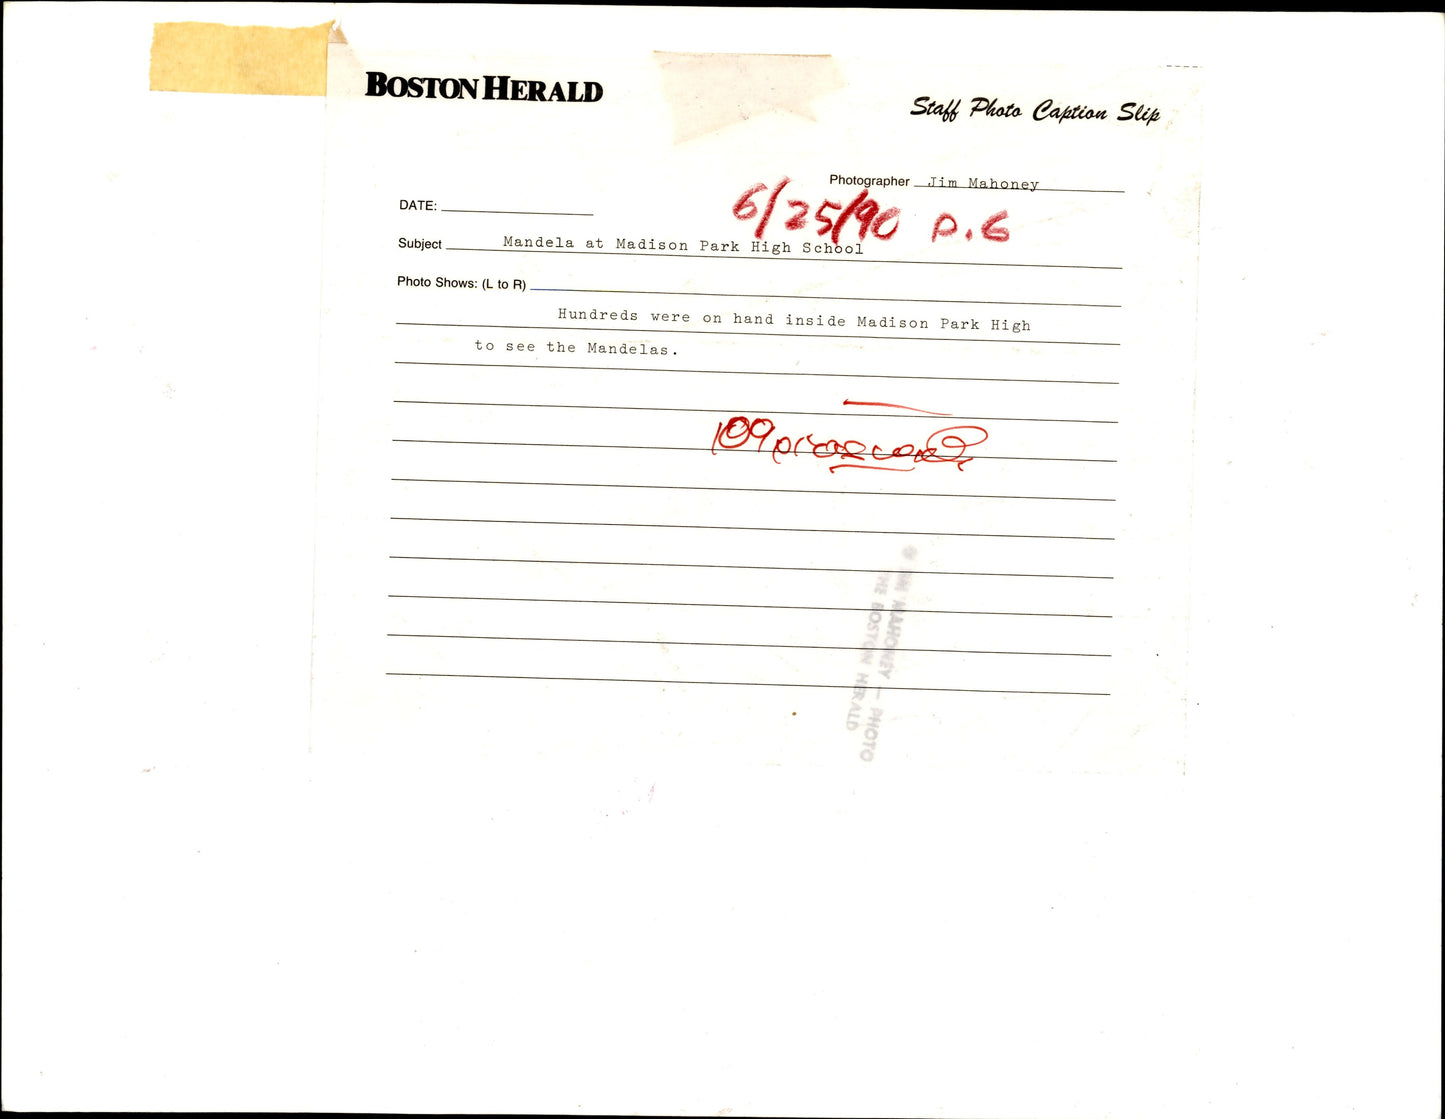 BOSTON HERALD
Staff Photo Caption Slip
Photographer Jim Mahoney
DATE:
6/25/90 P.6
Subject Mandela at Madison Park High School
Photo Shows: (L to R)
Hundreds were on hand inside Madison Park High
to see the Mandelas.
JIM MAHONEY — PHOTO
THE BOSTON HERALD